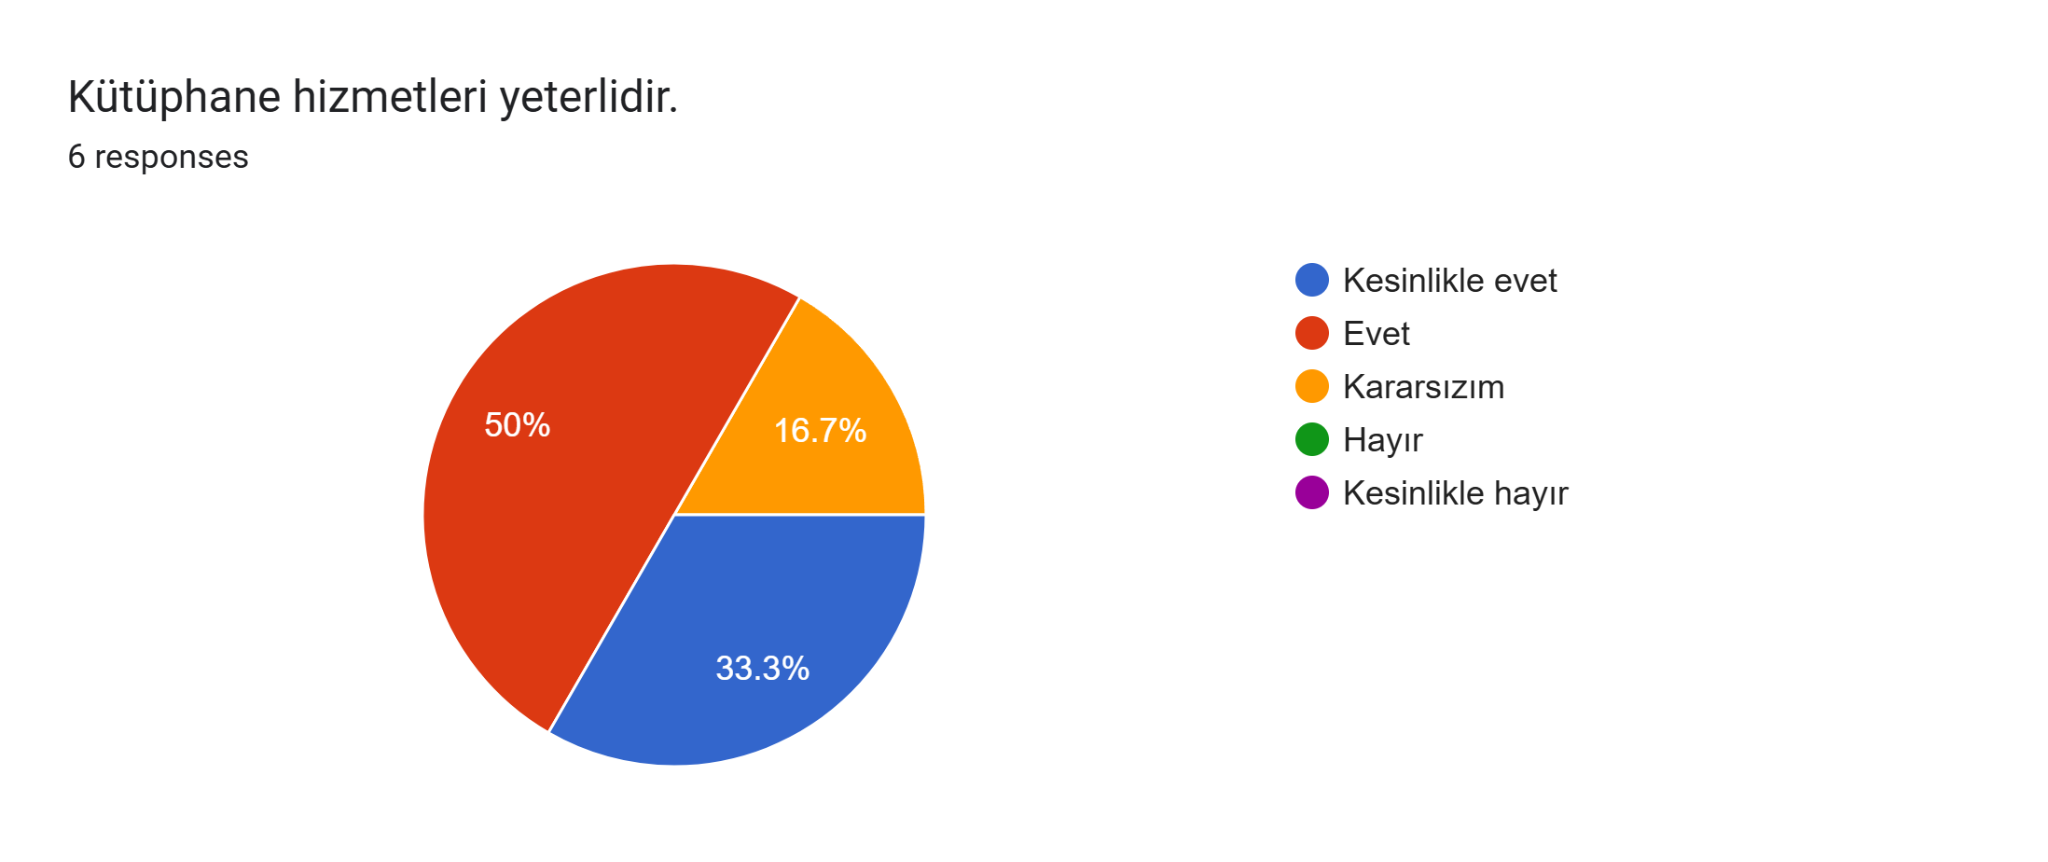 Kütüphane hizmetleri yeterlidir.
6 responses
50%
16.7%
33.3%
Kesinlikle evet
Evet
Kararsızım
Hayır
Kesinlikle hayır